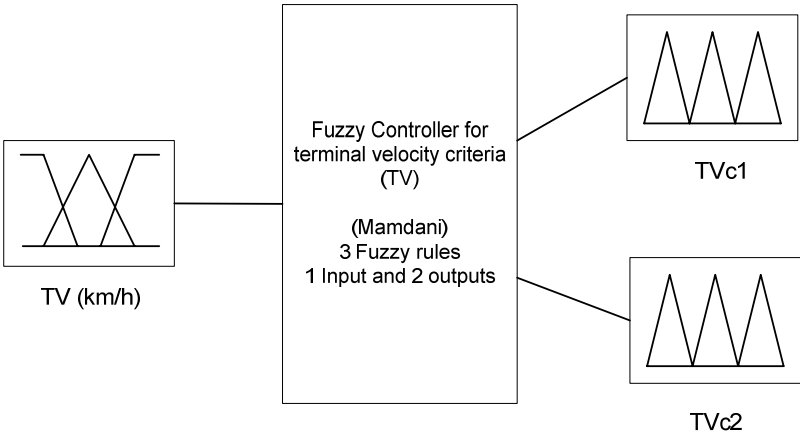 Fuzzy Controller for
terminal velocity criteria
(TV)
(Mamdani)
3 Fuzzy rules
1 Input and 2 outputs
TV (km/h)
TVc1
TVc2